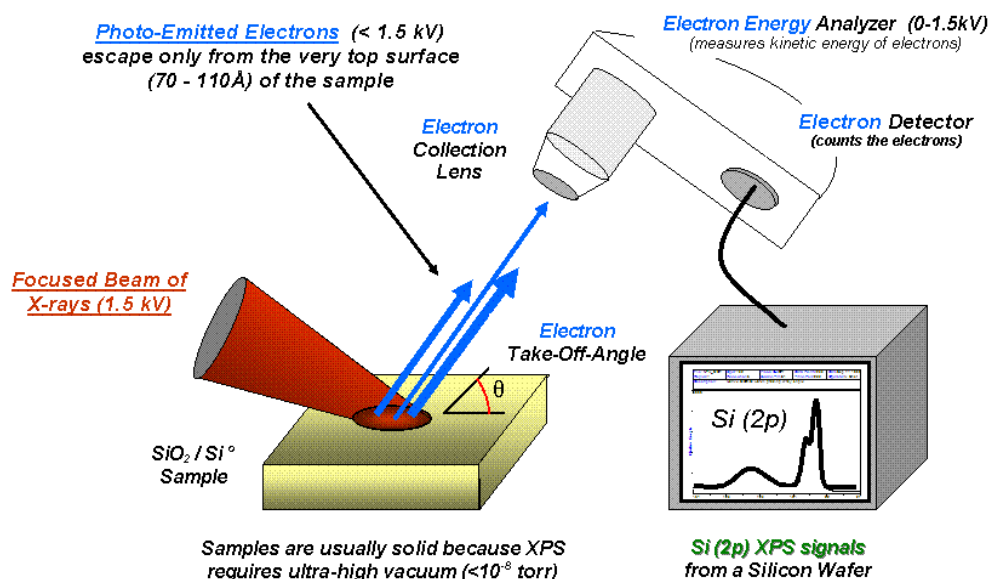 Photo-Emitted Electrons (< 1.5 kV)
escape only from the very top surface
(70 - 110Å) of the sample
Electron Energy Analyzer (0-1.5kV)
(measures kinetic energy of electrons)
Electron
Collection
Lens
Electron Detector
(counts the electrons)
Focused Beam of
X-rays (1.5 kV)
Electron
Take-Off-Angle
θ
Si (2p)
SiO₂ / Si°
Sample
Samples are usually solid because XPS
requires ultra-high vacuum (<10⁻⁸ torr)
Si (2p) XPS signals
from a Silicon Wafer